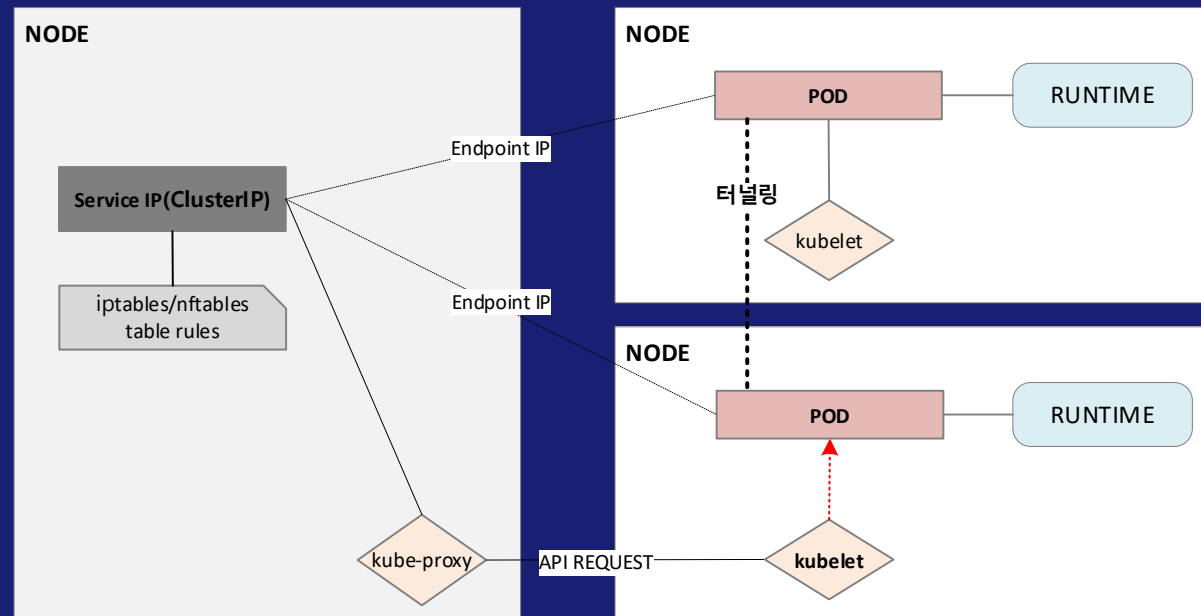 NODE
Service IP(ClusterIP)
iptables/nftables
table rules
kube-proxy
Endpoint IP
Endpoint IP
API REQUEST
NODE
POD
RUNTIME
터널링
kubelet
NODE
POD
RUNTIME
kubelet